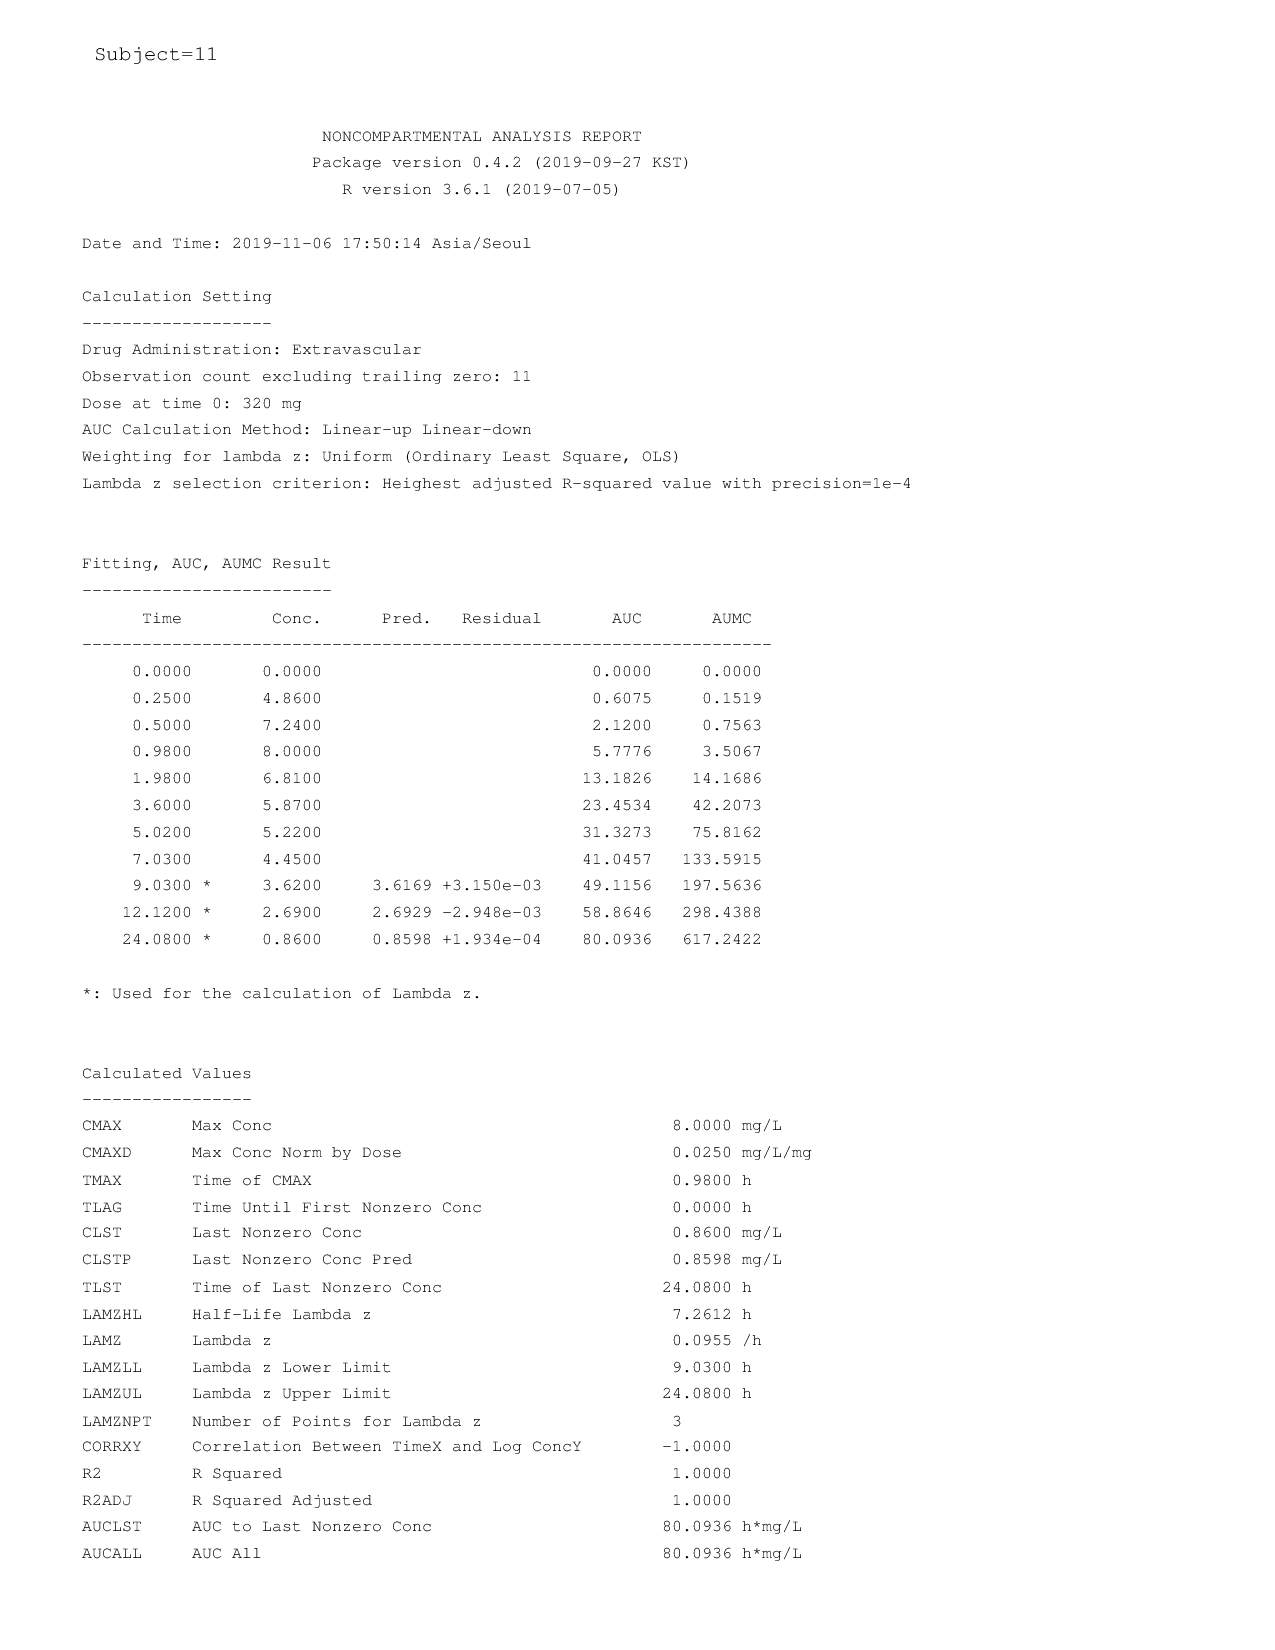 Subject=11
NONCOMPARTMENTAL ANALYSIS REPORT
Package version 0.4.2 (2019-09-27 KST)
R version 3.6.1 (2019-07-05)
Date and Time: 2019-11-06 17:50:14 Asia/Seoul
Calculation Setting
-------------------
Drug Administration: Extravascular
Observation count excluding trailing zero: 11
Dose at time 0: 320 mg
AUC Calculation Method: Linear-up Linear-down
Weighting for lambda z: Uniform (Ordinary Least Square, OLS)
Lambda z selection criterion: Heighest adjusted R-squared value with precision=1e-4
Fitting, AUC, AUMC Result
-------------------------
Time Conc. Pred. Residual AUC AUMC
---------------------------------------------------------------------
0.0000 0.0000 0.0000 0.0000
0.2500 4.8600 0.6075 0.1519
0.5000 7.2400 2.1200 0.7563
0.9800 8.0000 5.7776 3.5067
1.9800 6.8100 13.1826 14.1686
3.6000 5.8700 23.4534 42.2073
5.0200 5.2200 31.3273 75.8162
7.0300 4.4500 41.0457 133.5915
9.0300 * 3.6200 3.6169 +3.150e-03 49.1156 197.5636
12.1200 * 2.6900 2.6929 -2.948e-03 58.8646 298.4388
24.0800 * 0.8600 0.8598 +1.934e-04 80.0936 617.2422
*: Used for the calculation of Lambda z.
Calculated Values
-----------------
CMAX Max Conc 8.0000 mg/L
CMAXD Max Conc Norm by Dose 0.0250 mg/L/mg
TMAX Time of CMAX 0.9800 h
TLAG Time Until First Nonzero Conc 0.0000 h
CLST Last Nonzero Conc 0.8600 mg/L
CLSTP Last Nonzero Conc Pred 0.8598 mg/L
TLST Time of Last Nonzero Conc 24.0800 h
LAMZHL Half-Life Lambda z 7.2612 h
LAMZ Lambda z 0.0955 /h
LAMZLL Lambda z Lower Limit 9.0300 h
LAMZUL Lambda z Upper Limit 24.0800 h
LAMZNPT Number of Points for Lambda z 3
CORRXY Correlation Between TimeX and Log ConcY -1.0000
R2 R Squared 1.0000
R2ADJ R Squared Adjusted 1.0000
AUCLST AUC to Last Nonzero Conc 80.0936 h*mg/L
AUCALL AUC All 80.0936 h*mg/L